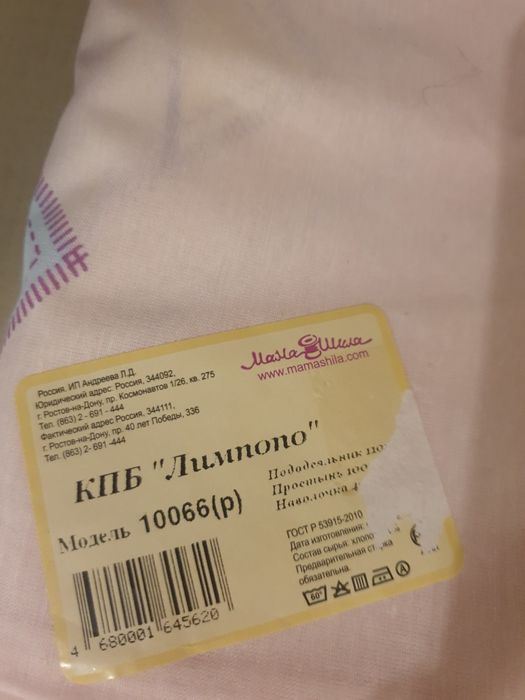 Россия, ИП Андреева Л.Д.
Юридический адрес: Россия, 344092,
г. Ростов-на-Дону, пр. Космонавтов 1/26, кв. 275
Тел. (863) 2 - 691 - 444
Фактический адрес Россия, 344111,
г. Ростов-на-Дону, пр. 40 лет Победы, 336
Тел. (863) 2 -691 -444
Мама Шила
www.mamashila.com
КПБ "Лимпопо"
Модель 10066(р)
Пододеяльник
Простынь
Наволочка
ГОСТ Р 53915-2010
Дата изготовления:
Состав сырья:
Предварительная
обязательна.
60°
A
4 680001 645620